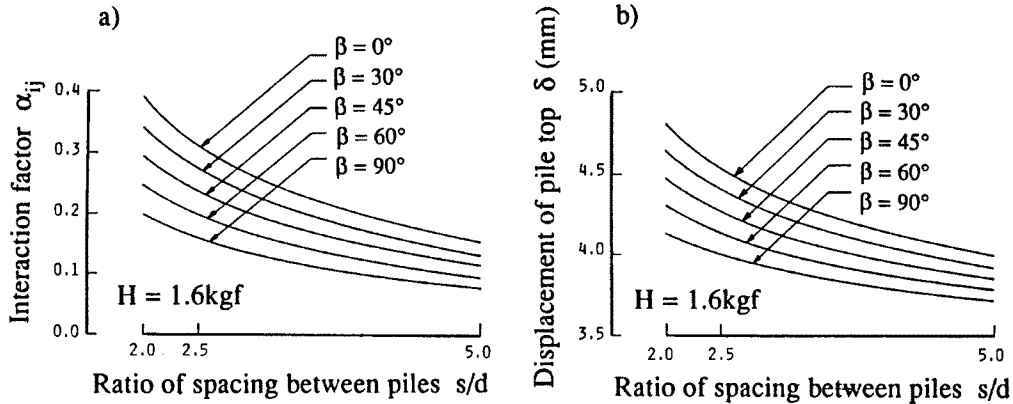 a)
Interaction factor αij
0.4
0.3
0.2
0.1
0.0
β = 0°
β = 30°
β = 45°
β = 60°
β = 90°
H = 1.6kgf
2.0 2.5 5.0
Ratio of spacing between piles s/d
b)
Displacement of pile top δ (mm)
5.0
4.5
4.0
3.5
β = 0°
β = 30°
β = 45°
β = 60°
β = 90°
H = 1.6kgf
2.0 2.5 5.0
Ratio of spacing between piles s/d